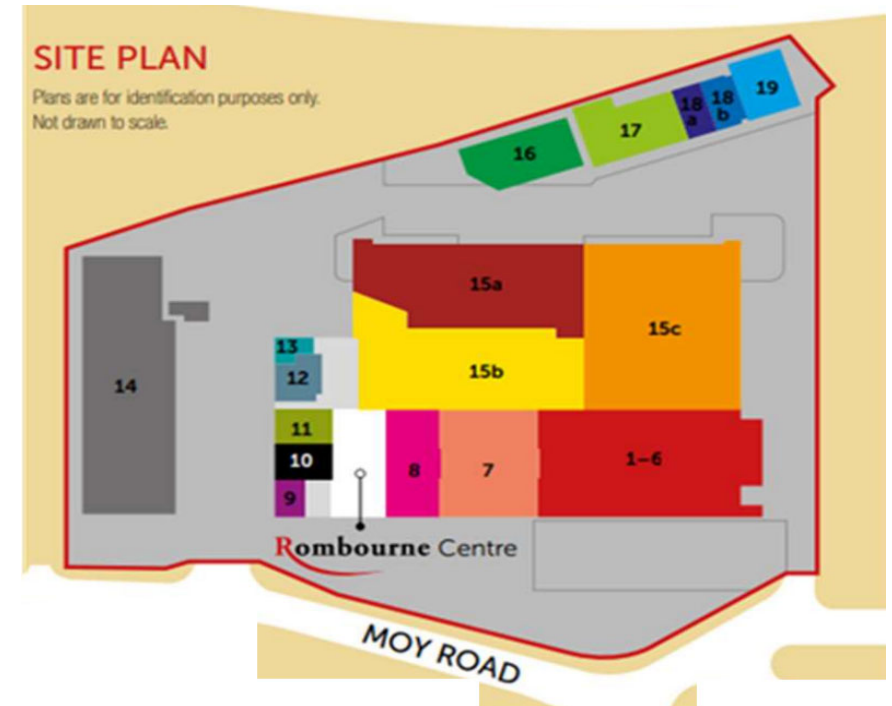 SITE PLAN
Plans are for identification purposes only.
Not drawn to scale.
19
18
b
18
a
17
16
15a
15c
15b
13
12
14
11
10
9
8
7
1–6
Rombourne Centre
MOY ROAD